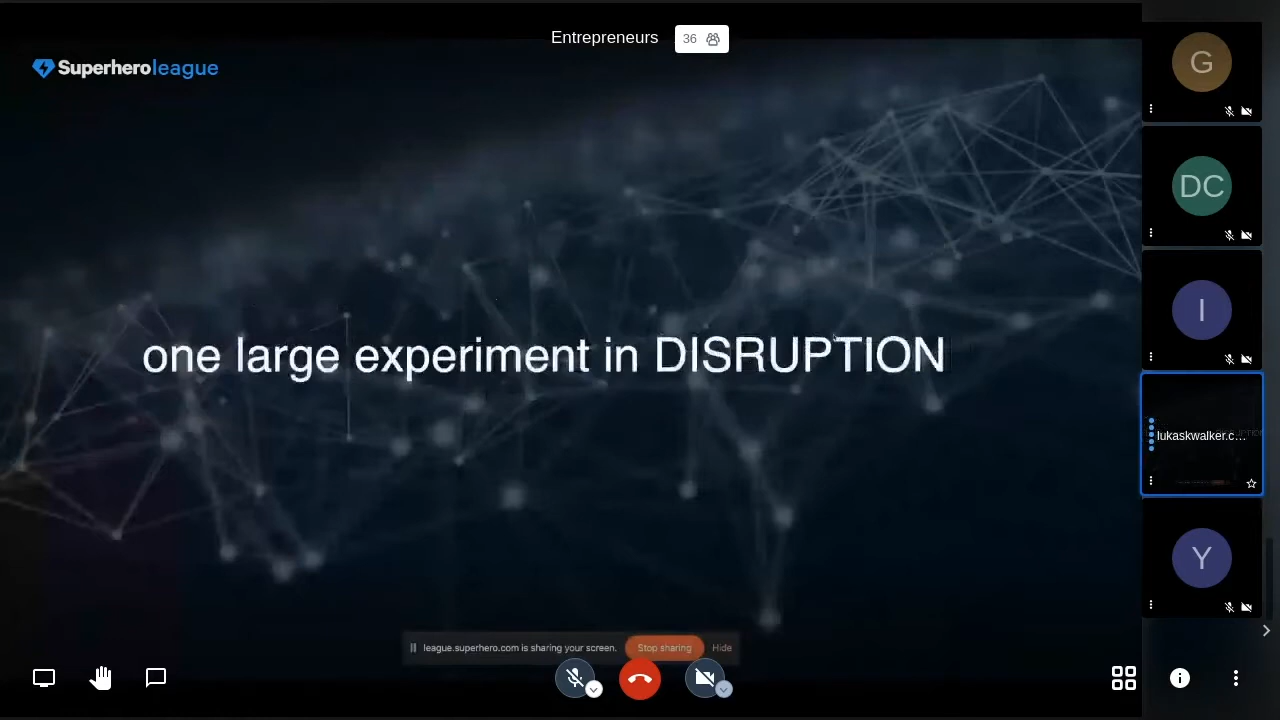 Entrepreneurs 36
Superheroleague
G
DC
one large experiment in DISRUPTION
I
lukaskwalker.c...
Y
league.superhero.com is sharing your screen. Stop sharing Hide